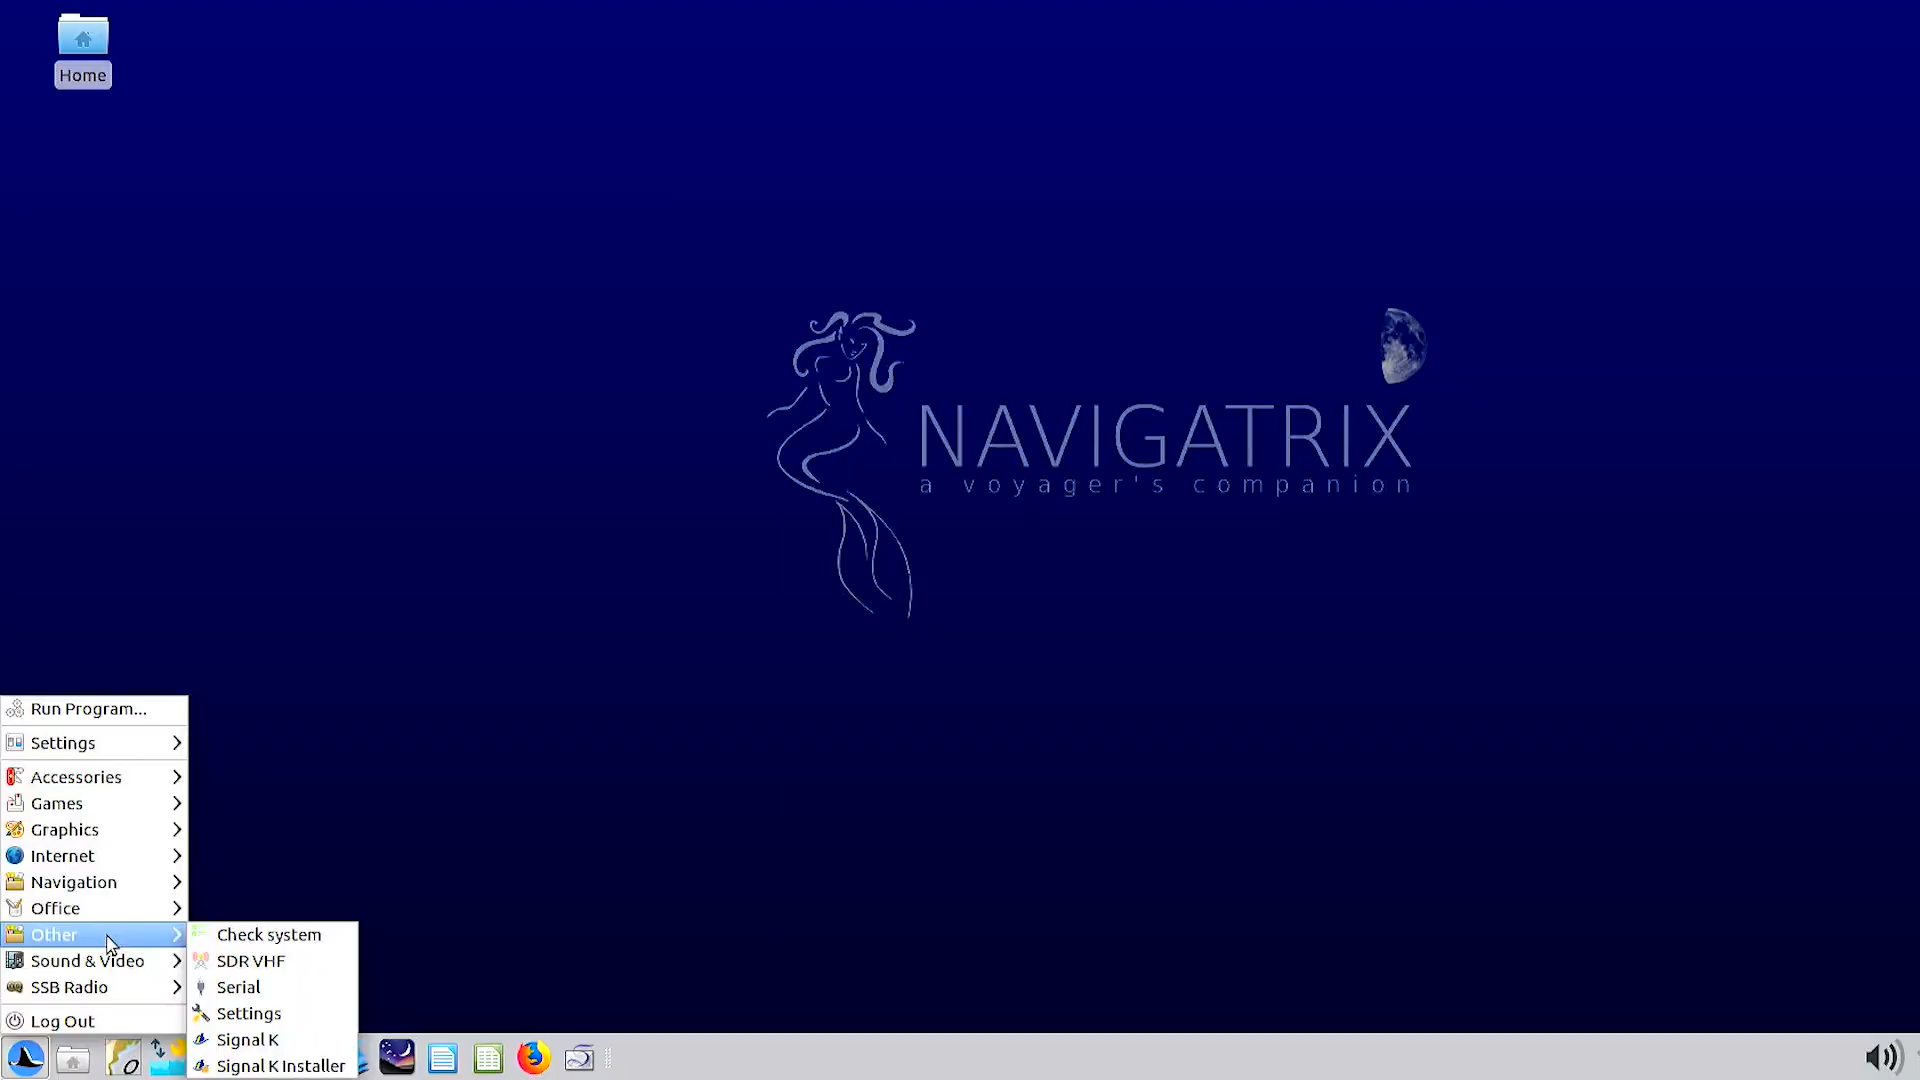 Home
NAVIGATRIX
a voyager's companion
Run Program...
Settings
Accessories
Games
Graphics
Internet
Navigation
Office
Other
Sound & Video
SSB Radio
Log Out
Check system
SDR VHF
Serial
Settings
Signal K
Signal K Installer